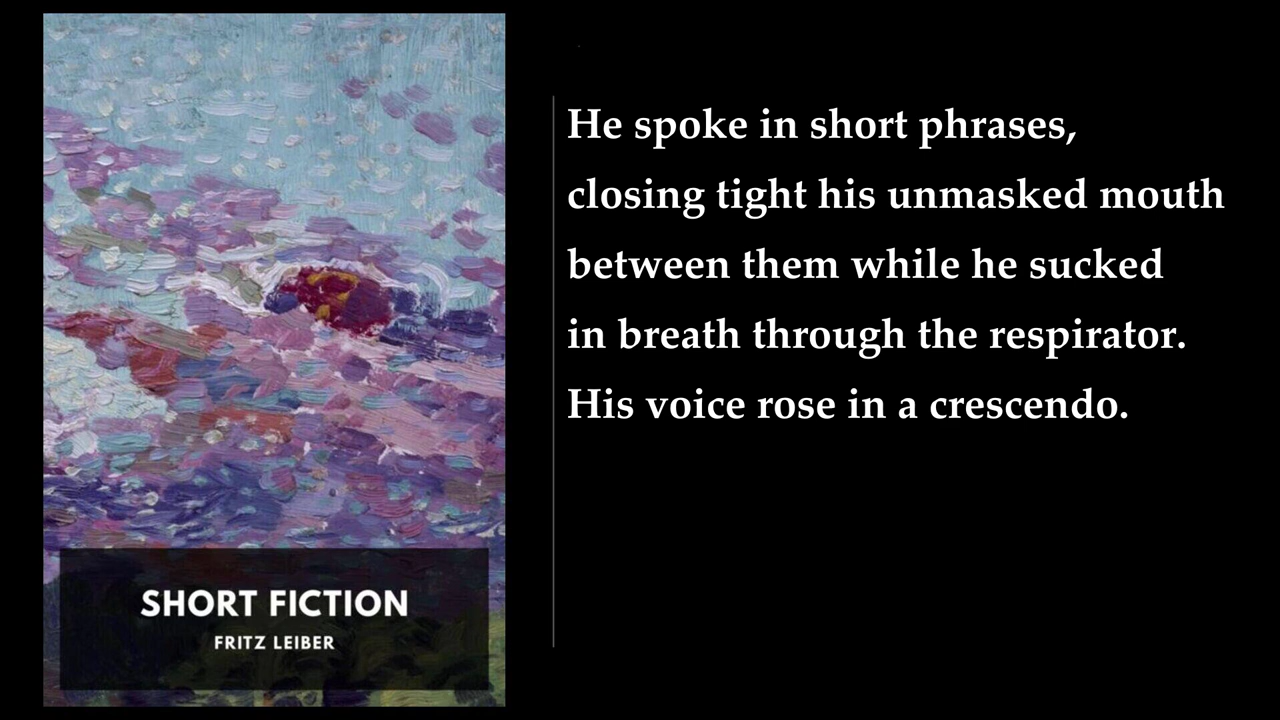 He spoke in short phrases,
closing tight his unmasked mouth
between them while he sucked
in breath through the respirator.
His voice rose in a crescendo.
SHORT FICTION
FRITZ LEIBER